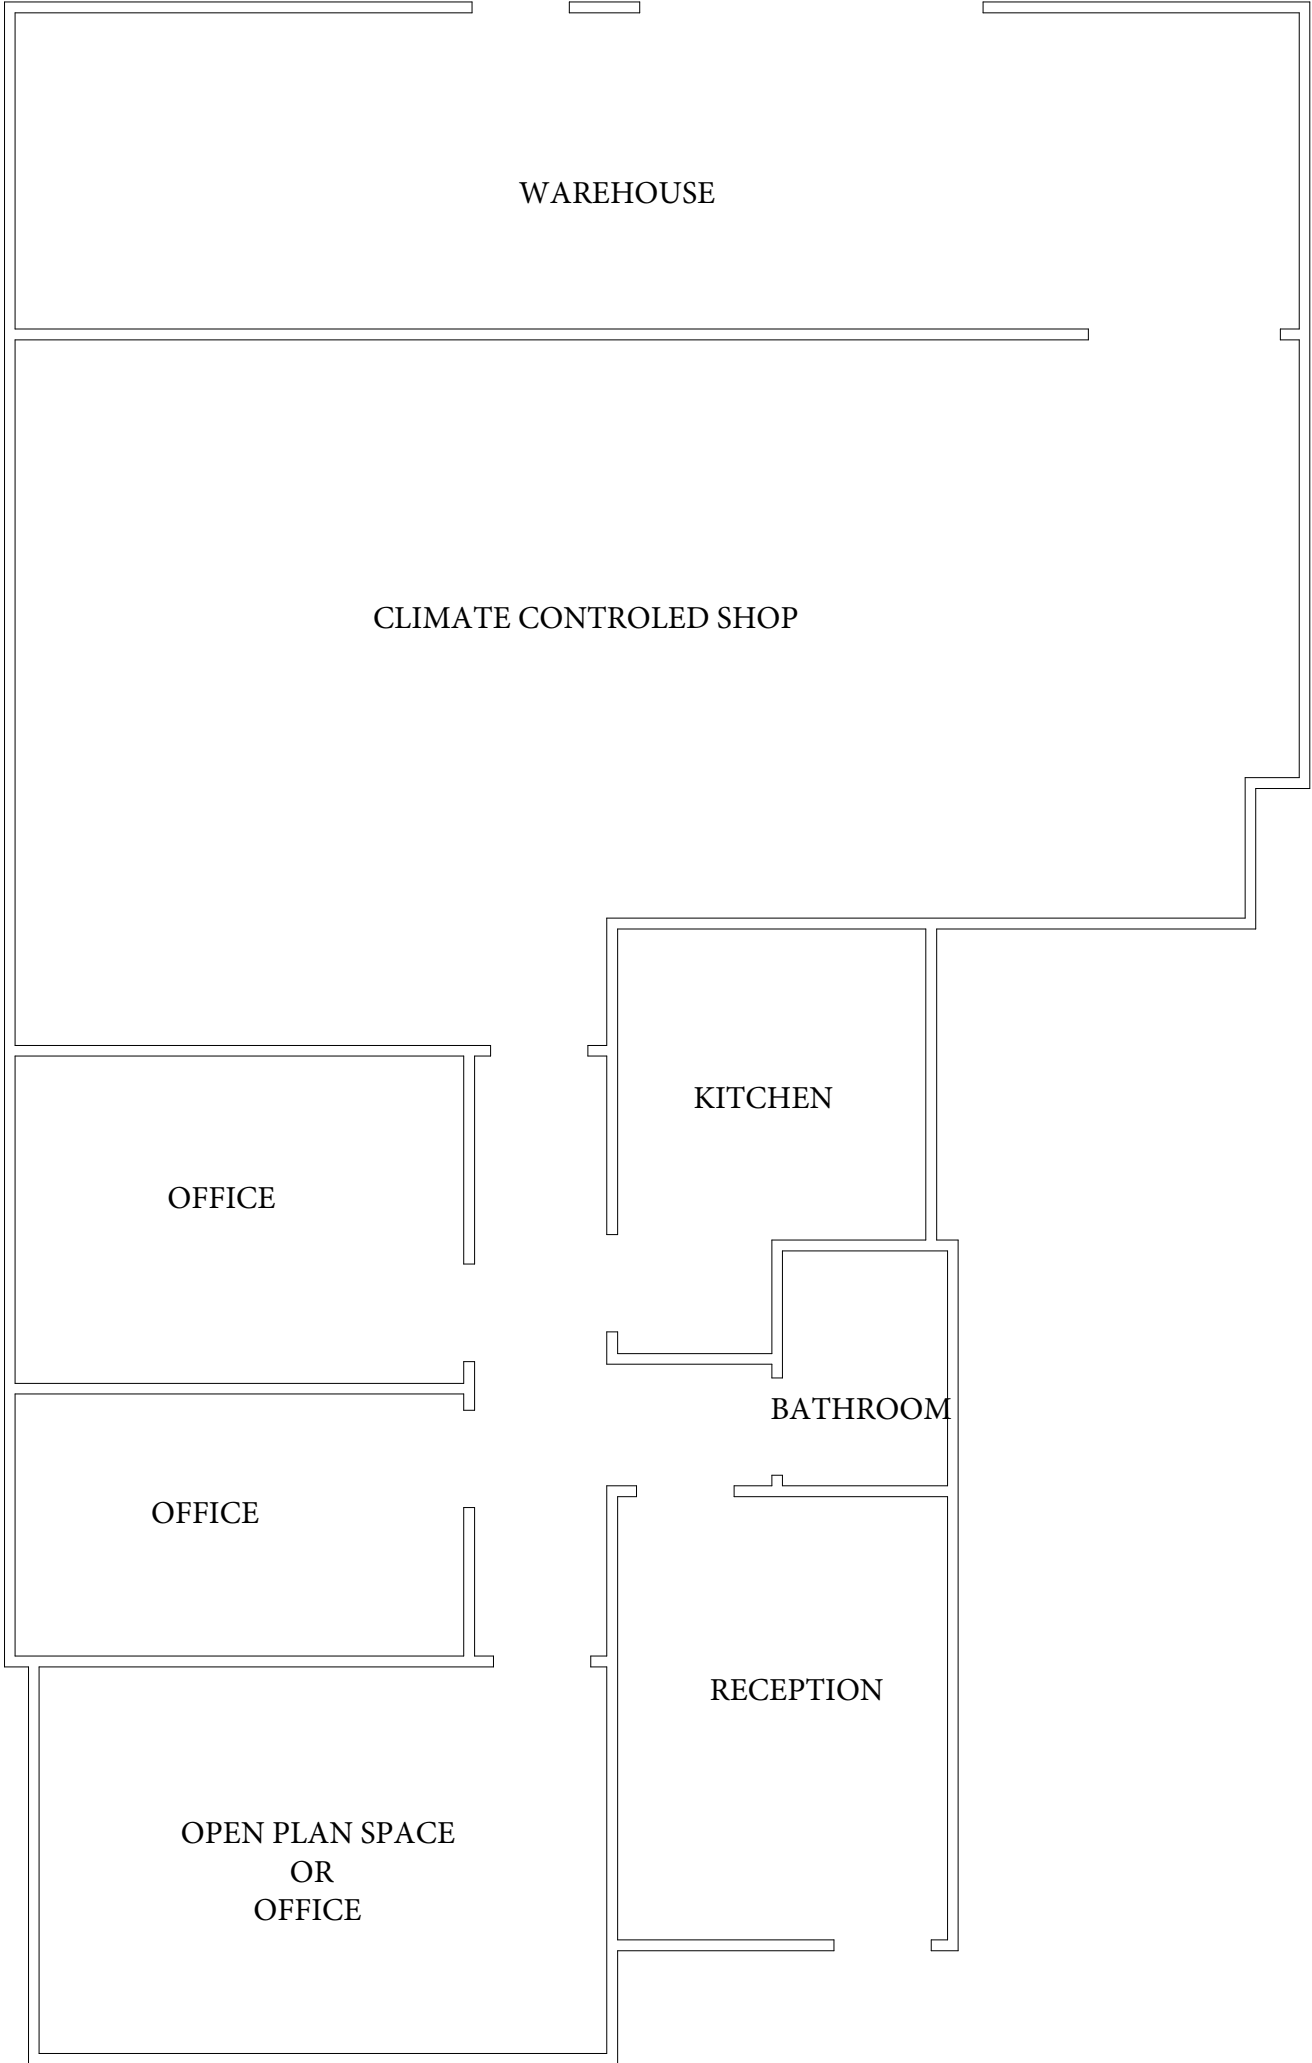 WAREHOUSE
CLIMATE CONTROLED SHOP
KITCHEN
OFFICE
BATHROOM
OFFICE
RECEPTION
OPEN PLAN SPACE
OR
OFFICE